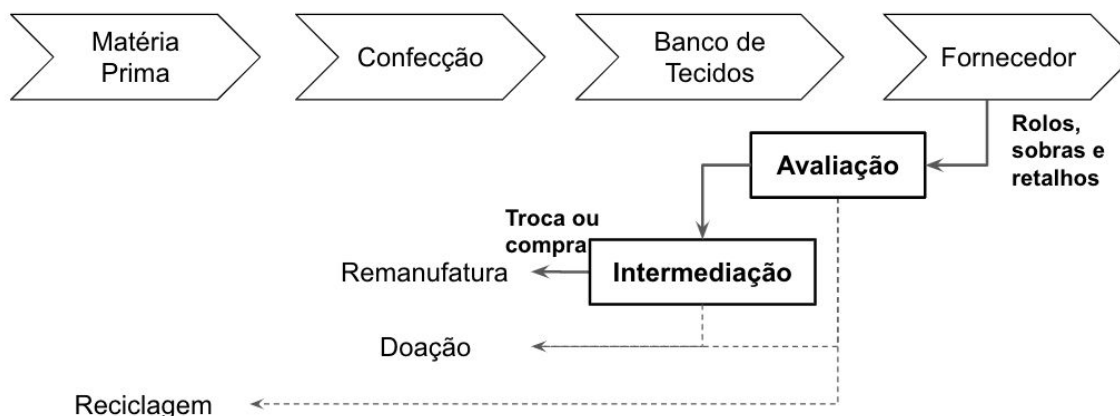 Matéria
Prima
Confecção
Banco de
Tecidos
Fornecedor
Rolos,
sobras e
retalhos
Avaliação
Troca ou
compra
Intermediação
Remanufatura
Doação
Reciclagem